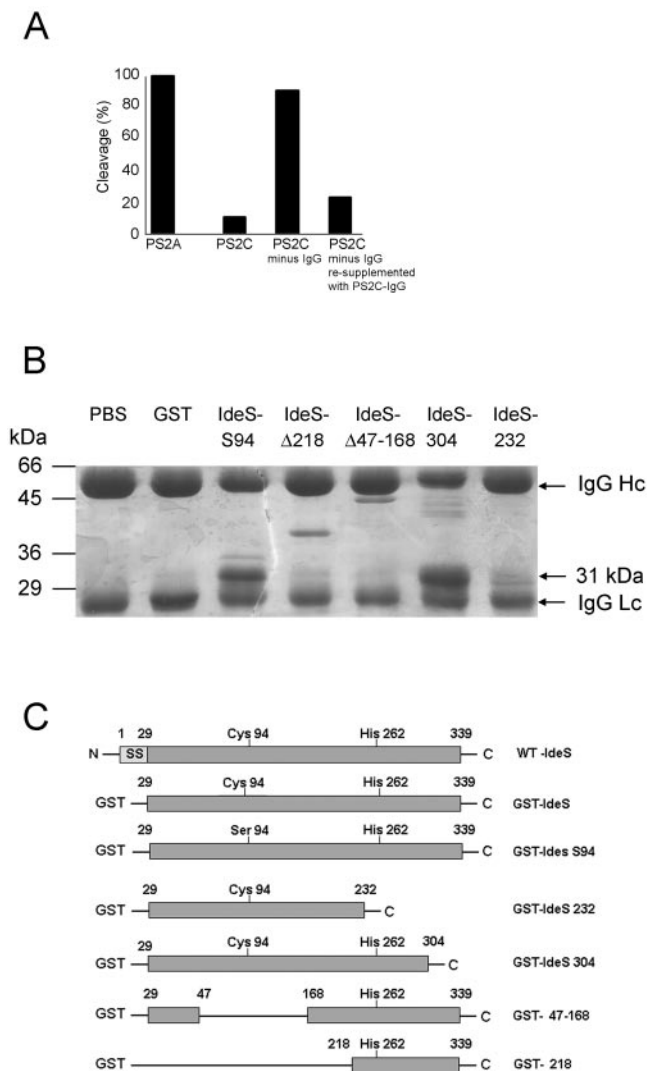 A
Cleavage (%)
100
80
60
40
20
0
PS2A PS2C PS2C PS2C
minus IgG minus IgG
re-supplemented
with PS2C-IgG
B
PBS GST IdeS- IdeS- IdeS- IdeS- IdeS-
kDa S94 Δ218 Δ47-168 304 232
66
45 IgG Hc
36
31 kDa
29 IgG Lc
C
1 29 Cys 94 His 262 339
N SS C WT -IdeS
29 Cys 94 His 262 339
GST C GST-IdeS
29 Ser 94 His 262 339
GST C GST-Ides S94
29 Cys 94 232
GST C GST-IdeS 232
29 Cys 94 His 262 304
GST C GST-IdeS 304
29 47 168 His 262 339
GST C GST- 47-168
218 His 262 339
GST C GST- 218